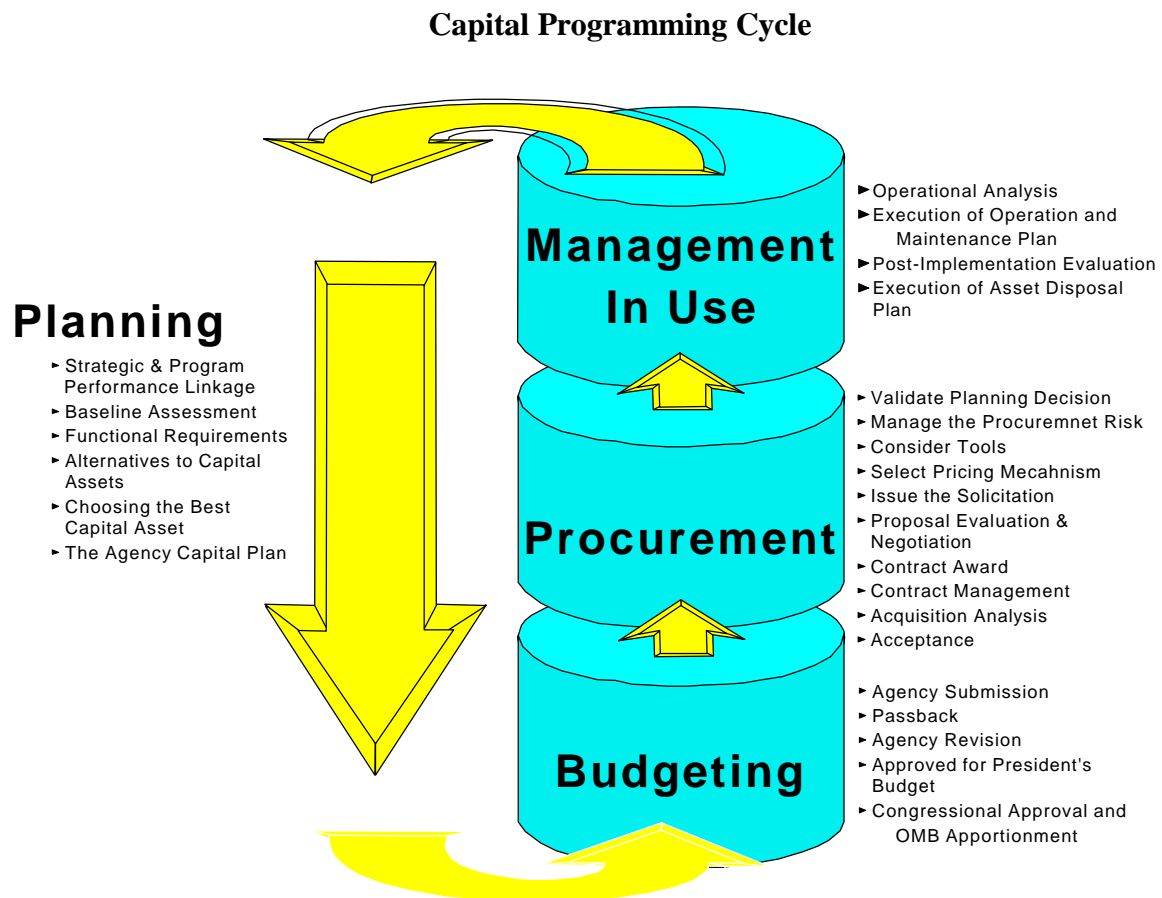 Capital Programming Cycle
Planning
► Strategic & Program
Performance Linkage
► Baseline Assessment
► Functional Requirements
► Alternatives to Capital
Assets
► Choosing the Best
Capital Asset
► The Agency Capital Plan
Management
In Use
► Operational Analysis
► Execution of Operation and
Maintenance Plan
► Post-Implementation Evaluation
► Execution of Asset Disposal
Plan
Procurement
► Validate Planning Decision
► Manage the Procuremnet Risk
► Consider Tools
► Select Pricing Mecahnism
► Issue the Solicitation
► Proposal Evaluation &
Negotiation
► Contract Award
► Contract Management
► Acquisition Analysis
► Acceptance
Budgeting
► Agency Submission
► Passback
► Agency Revision
► Approved for President's
Budget
► Congressional Approval and
OMB Apportionment